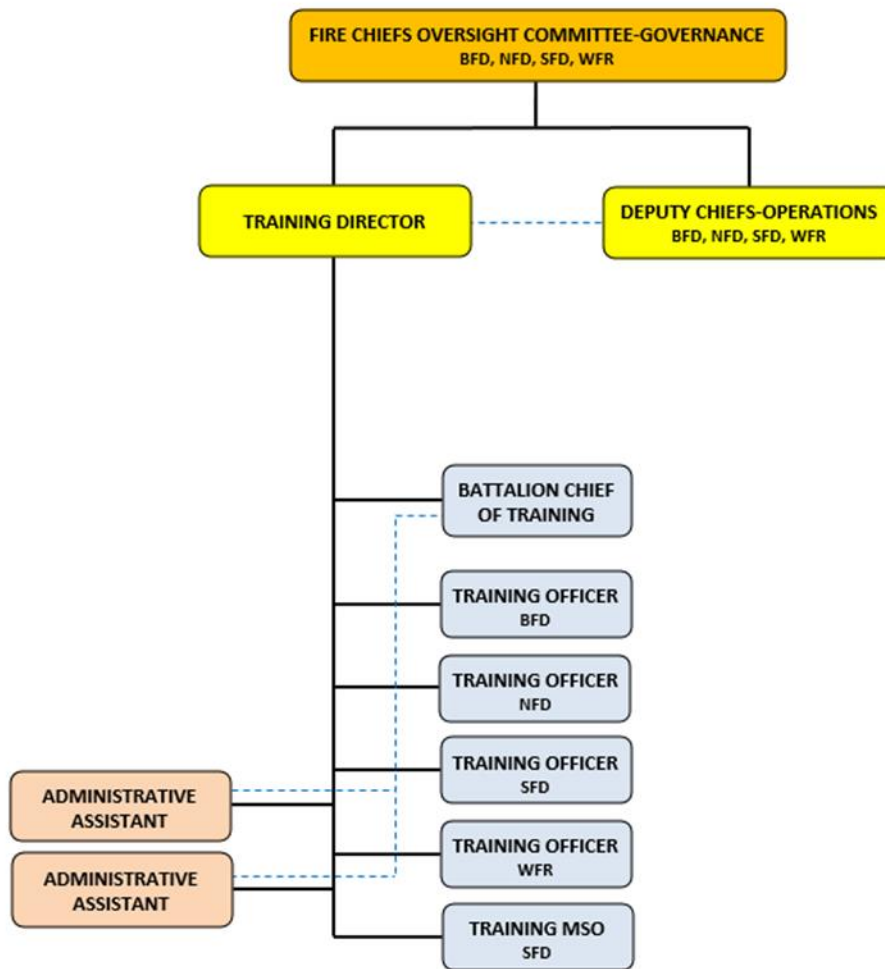 FIRE CHIEFS OVERSIGHT COMMITTEE-GOVERNANCE
BFD, NFD, SFD, WFR
TRAINING DIRECTOR
DEPUTY CHIEFS-OPERATIONS
BFD, NFD, SFD, WFR
BATTALION CHIEF
OF TRAINING
TRAINING OFFICER
BFD
TRAINING OFFICER
NFD
TRAINING OFFICER
SFD
ADMINISTRATIVE
ASSISTANT
TRAINING OFFICER
WFR
ADMINISTRATIVE
ASSISTANT
TRAINING MSO
SFD